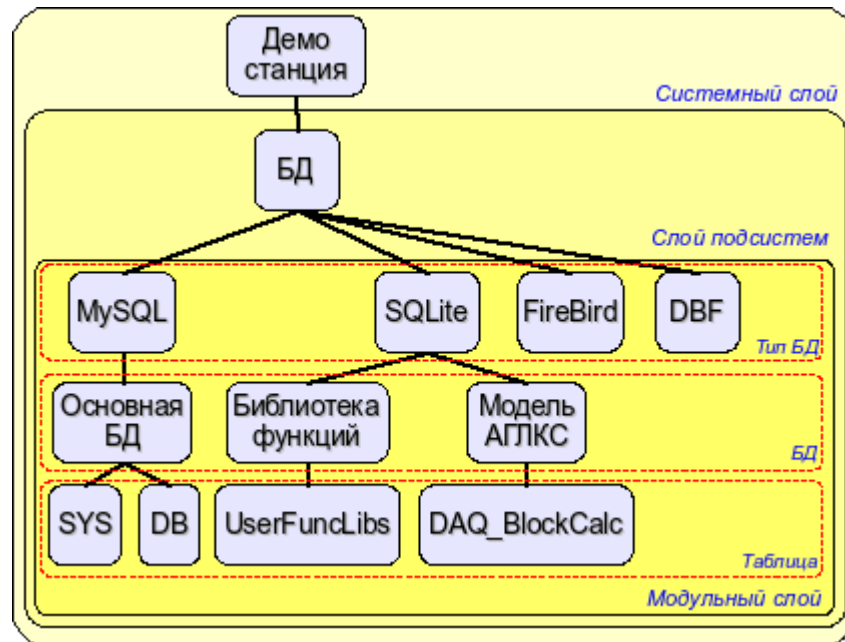 Демо
станция
Системный слой
БД
Слой подсистем
MySQL
SQLite
FireBird
DBF
Тип БД
Основная
БД
Библиотека
функций
Модель
АГЛКС
БД
SYS
DB
UserFuncLibs
DAQ_BlockCalc
Таблица
Модульный слой